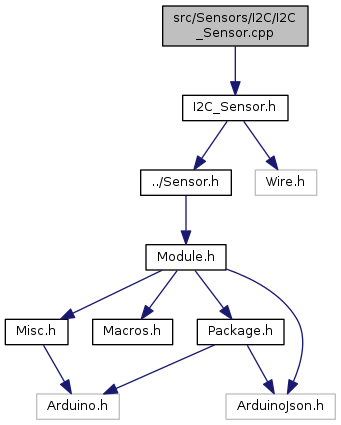 src/Sensors/I2C/I2C
_Sensor.cpp
I2C_Sensor.h
../Sensor.h
Wire.h
Module.h
Misc.h
Macros.h
Package.h
Arduino.h
ArduinoJson.h